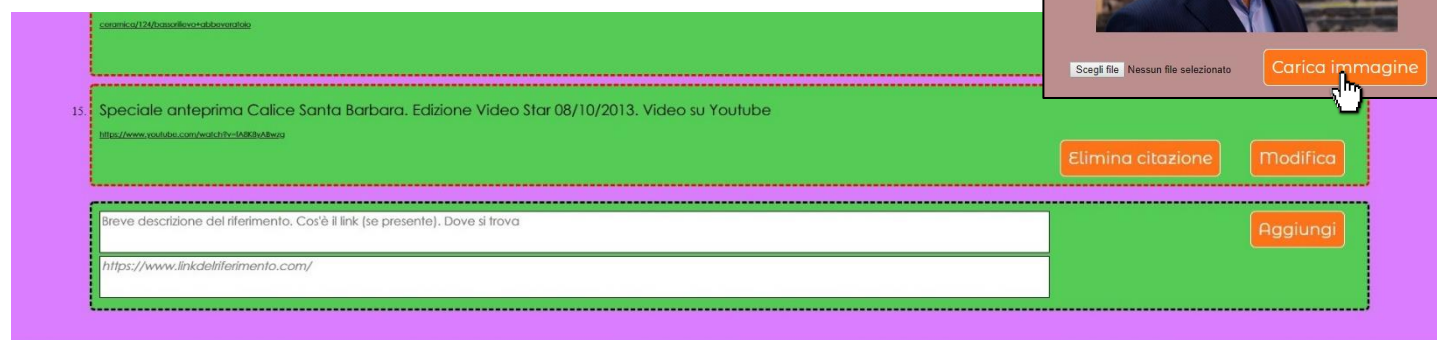 ceramica/124/bassorilievo+abbeveratoio
Scegli file Nessun file selezionato
Carica immagine
15. Speciale anteprima Calice Santa Barbara. Edizione Video Star 08/10/2013. Video su Youtube
Elimina citazione
Modifica
Breve descrizione del riferimento. Cos'è il link (se presente). Dove si trova
Aggiungi
https://www.linkdelriferimento.com/